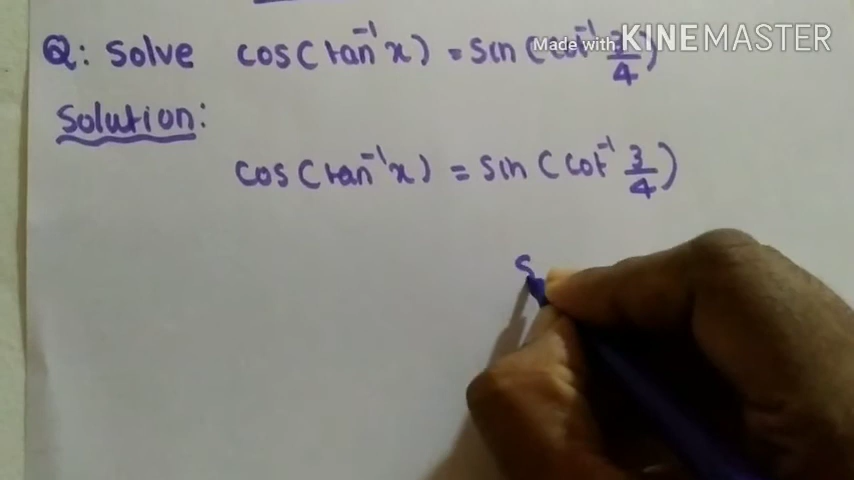 Q: Solve cos(tan⁻¹x) = sin(cot⁻¹ 3/4)
Made with KINEMASTER
Solution:
cos(tan⁻¹x) = sin(cot⁻¹ 3/4)
S